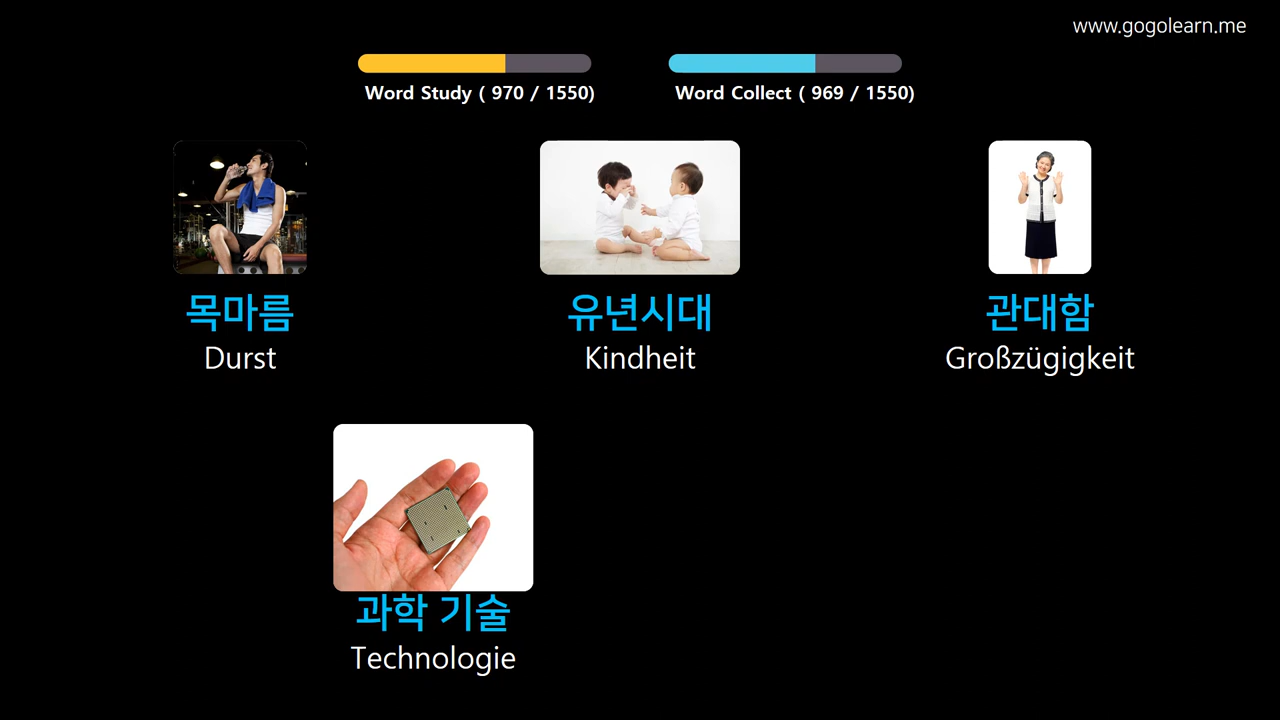 www.gogolearn.me
Word Study ( 970 / 1550)
Word Collect ( 969 / 1550)
목마름
Durst
유년시대
Kindheit
관대함
Großzügigkeit
과학 기술
Technologie